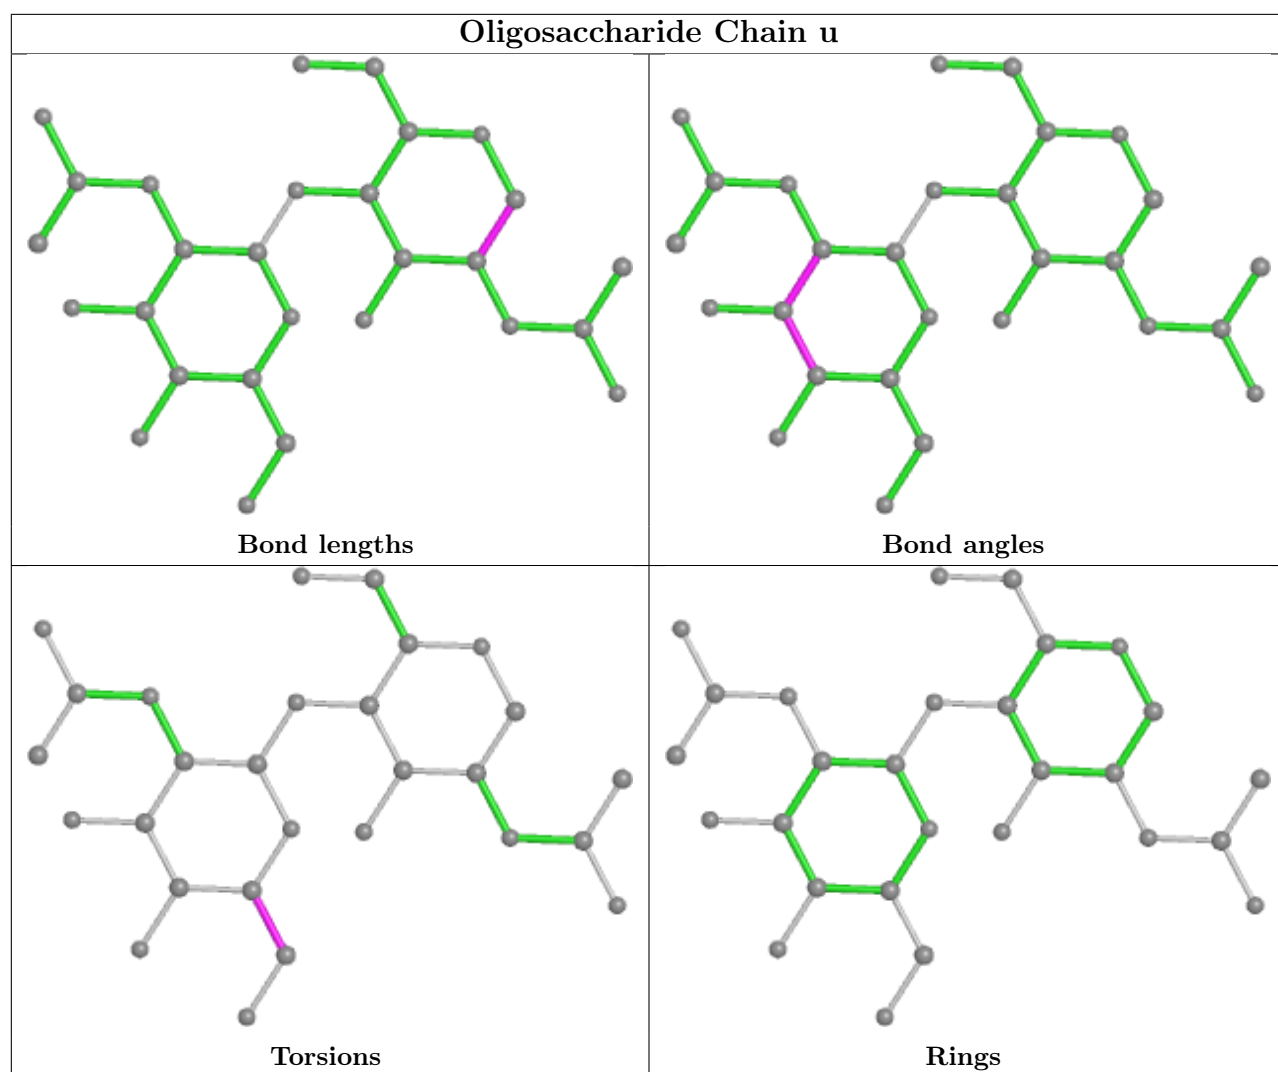 Oligosaccharide Chain u
Bond lengths
Bond angles
Torsions
Rings